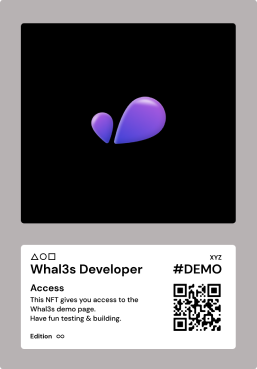 XYZ
Whal3s Developer #DEMO
Access
This NFT gives you access to the
Whal3s demo page.
Have fun testing & building.
Edition ∞